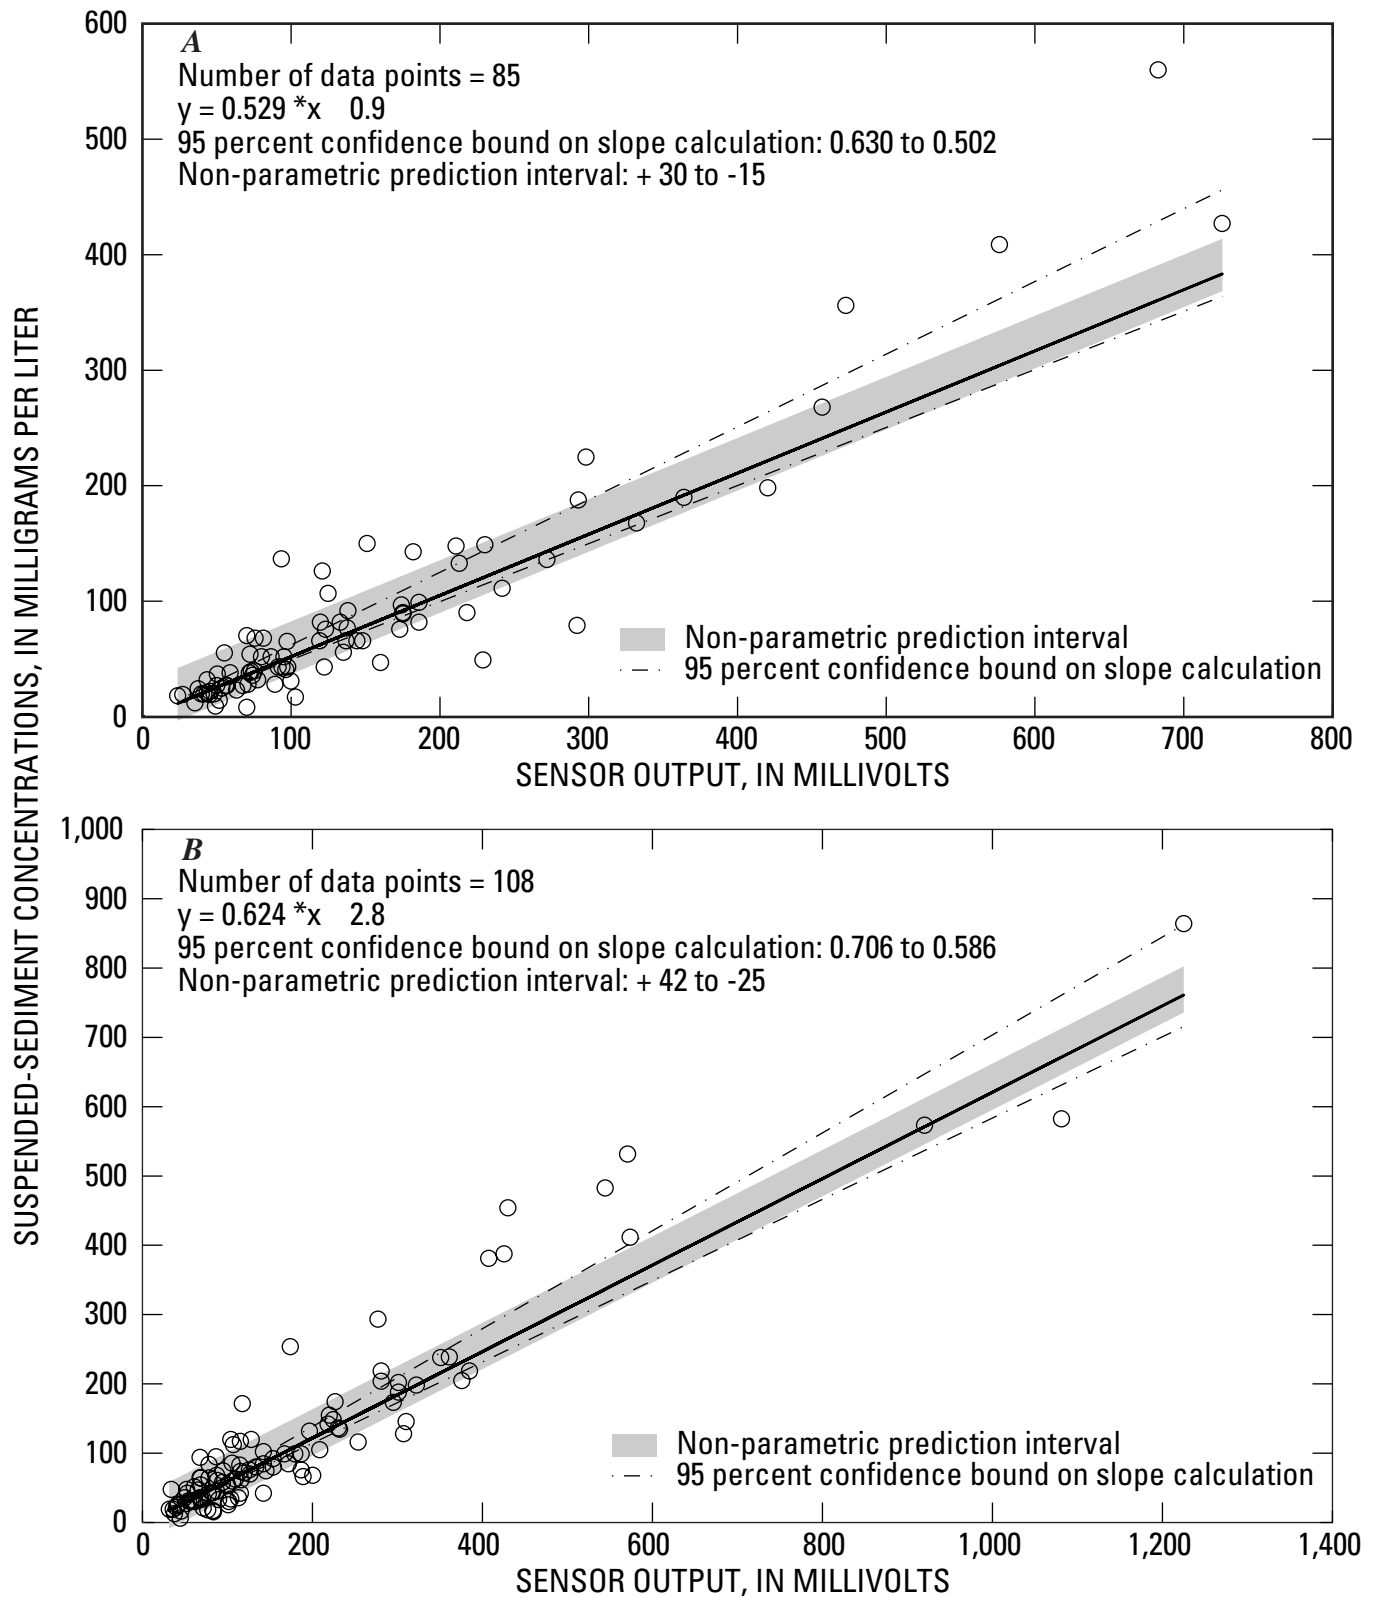 SUSPENDED-SEDIMENT CONCENTRATIONS, IN MILLIGRAMS PER LITER
A
Number of data points = 85
y = 0.529 *x 0.9
95 percent confidence bound on slope calculation: 0.630 to 0.502
Non-parametric prediction interval: + 30 to -15
600
500
400
300
200
100
0
Non-parametric prediction interval
95 percent confidence bound on slope calculation
0 100 200 300 400 500 600 700 800
SENSOR OUTPUT, IN MILLIVOLTS
B
Number of data points = 108
y = 0.624 *x 2.8
95 percent confidence bound on slope calculation: 0.706 to 0.586
Non-parametric prediction interval: + 42 to -25
1,000
900
800
700
600
500
400
300
200
100
0
Non-parametric prediction interval
95 percent confidence bound on slope calculation
0 200 400 600 800 1,000 1,200 1,400
SENSOR OUTPUT, IN MILLIVOLTS